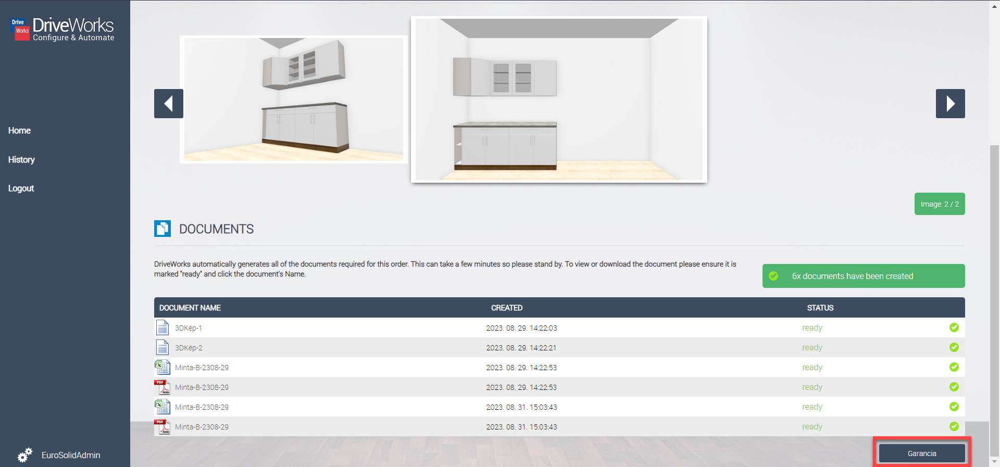 Drive
Works
DriveWorks
Configure & Automate
Home
History
Logout
EuroSolidAdmin
Image: 2 / 2
DOCUMENTS
DriveWorks automatically generates all of the documents required for this order. This can take a few minutes so please stand by. To view or download the document please ensure it is
marked "ready" and click the document's Name.
6x documents have been created
DOCUMENT NAME CREATED STATUS
3DKép-1 2023. 08. 29. 14:22:03 ready
3DKép-2 2023. 08. 29. 14:22:21 ready
Minta-B-2308-29 2023. 08. 29. 14:22:53 ready
PDF Adobe Minta-B-2308-29 2023. 08. 29. 14:22:53 ready
Minta-B-2308-29 2023. 08. 31. 15:03:43 ready
PDF Adobe Minta-B-2308-29 2023. 08. 31. 15:03:43 ready
Garancia